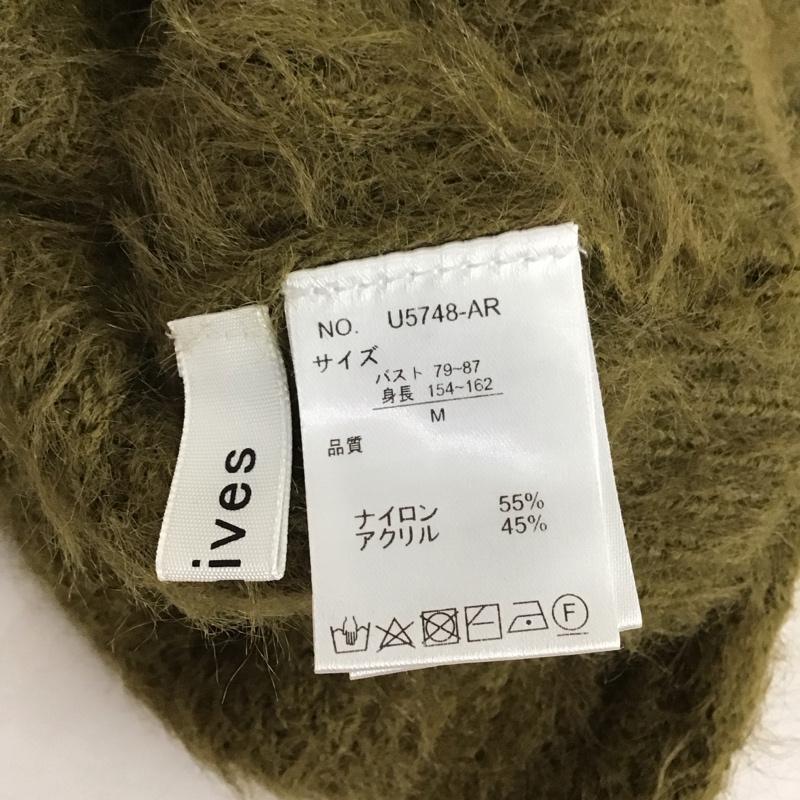 ives
NO. U5748-AR
サイズ
バスト 79~87
身長 154~162
M
品質
ナイロン 55%
アクリル 45%
F